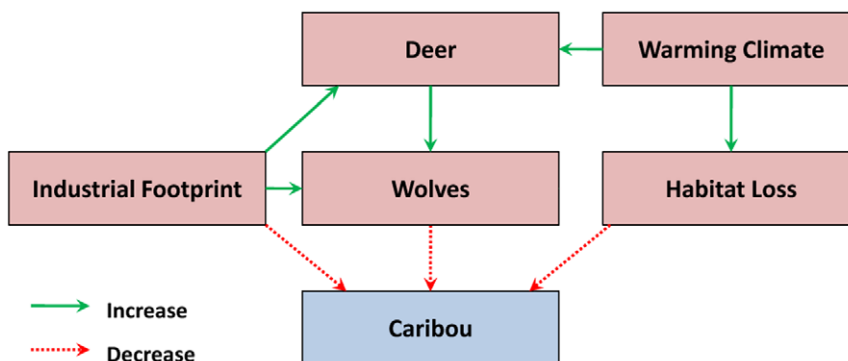 Deer
Warming Climate
Industrial Footprint
Wolves
Habitat Loss
Caribou
Increase
Decrease